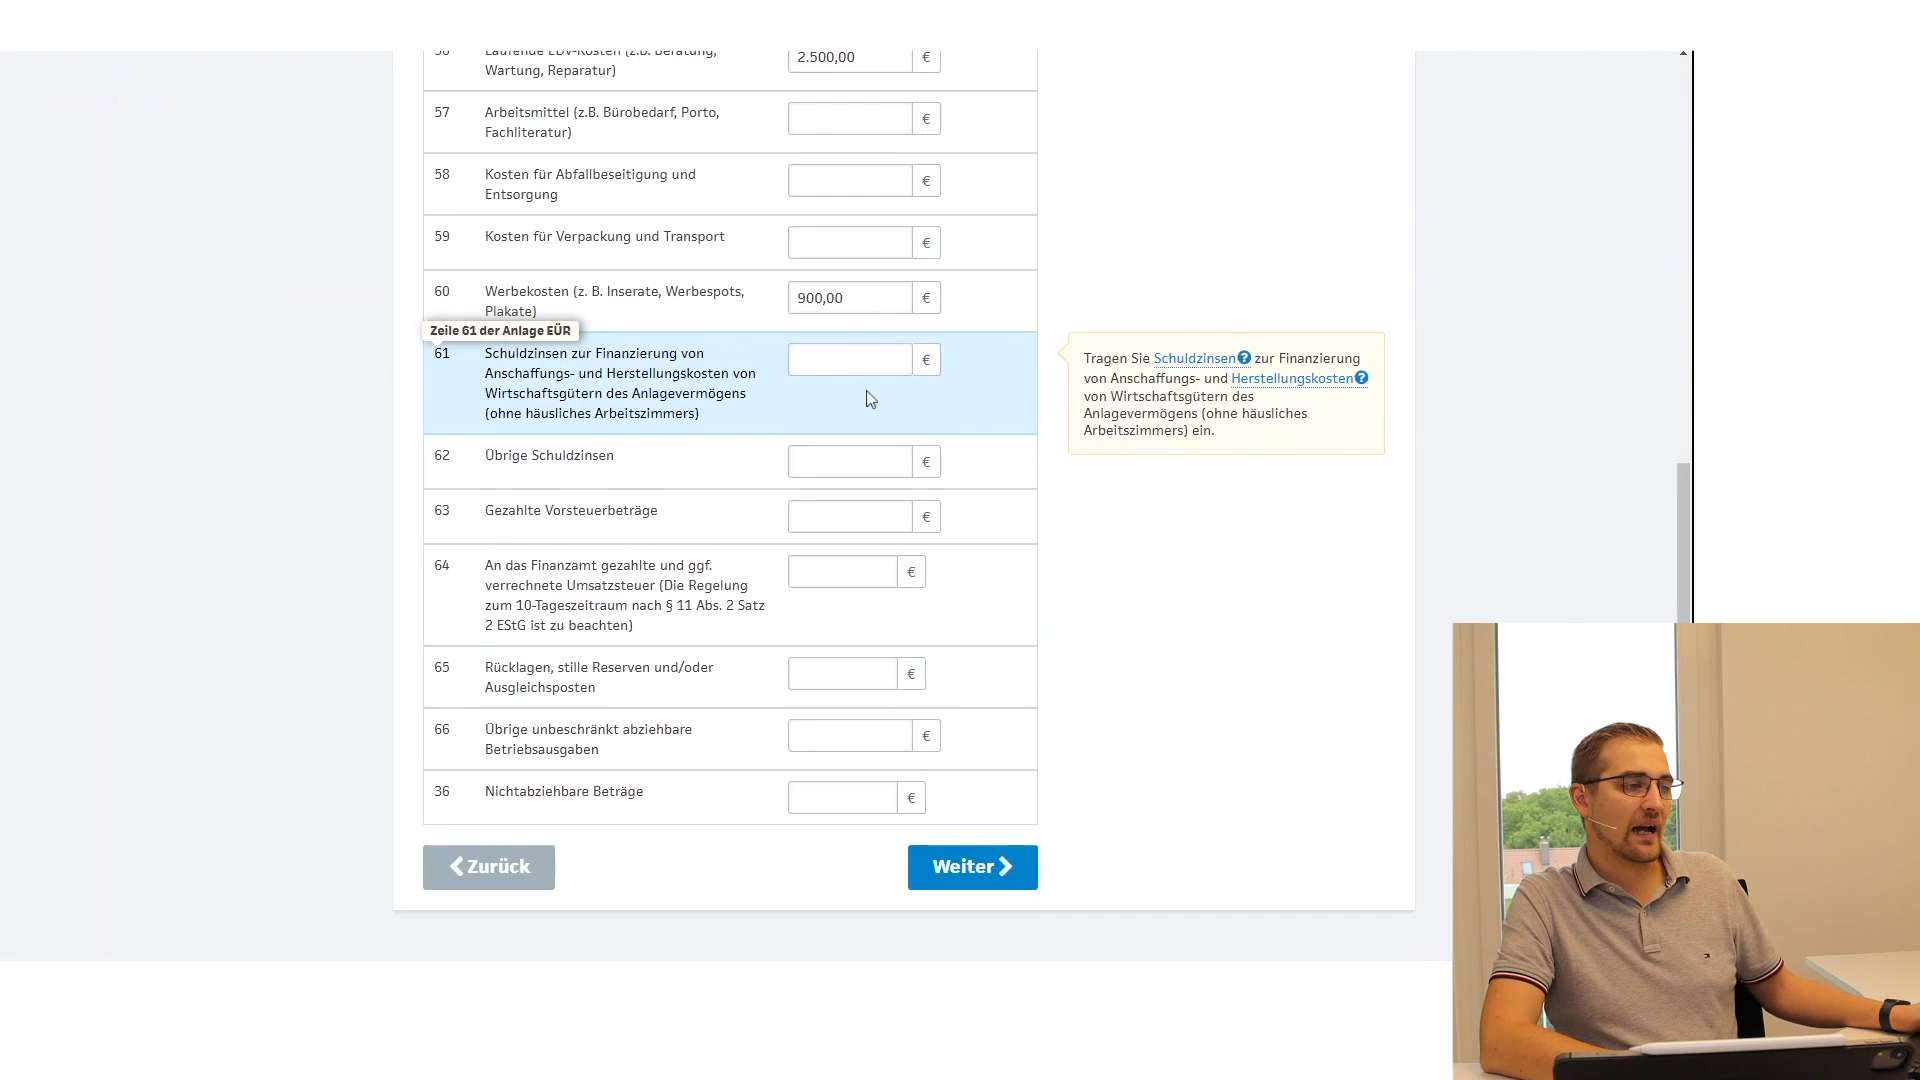 56 Laufende EDV-Kosten (z.B. Beratung,
Wartung, Reparatur) 2.500,00 €
57 Arbeitsmittel (z.B. Bürobedarf, Porto,
Fachliteratur) €
58 Kosten für Abfallbeseitigung und
Entsorgung €
59 Kosten für Verpackung und Transport €
60 Werbekosten (z. B. Inserate, Werbespots,
Plakate) 900,00 €
Zeile 61 der Anlage EÜR
61 Schuldzinsen zur Finanzierung von
Anschaffungs- und Herstellungskosten von
Wirtschaftsgütern des Anlagevermögens
(ohne häusliches Arbeitszimmers) €
Tragen Sie Schuldzinsen? zur Finanzierung
von Anschaffungs- und Herstellungskosten?
von Wirtschaftsgütern des
Anlagevermögens (ohne häusliches
Arbeitszimmers) ein.
62 Übrige Schuldzinsen €
63 Gezahlte Vorsteuerbeträge €
64 An das Finanzamt gezahlte und ggf.
verrechnete Umsatzsteuer (Die Regelung
zum 10-Tageszeitraum nach § 11 Abs. 2 Satz
2 EStG ist zu beachten) €
65 Rücklagen, stille Reserven und/oder
Ausgleichsposten €
66 Übrige unbeschränkt abziehbare
Betriebsausgaben €
36 Nichtabziehbare Beträge €
Zurück
Weiter